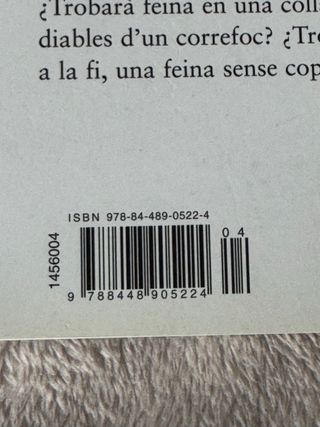 ¿Trobarà feina en una coll
diables d'un correfoc? ¿Tro
a la fi, una feina sense cop
ISBN 978-84-489-0522-4
04
1456004
9 788448 905224